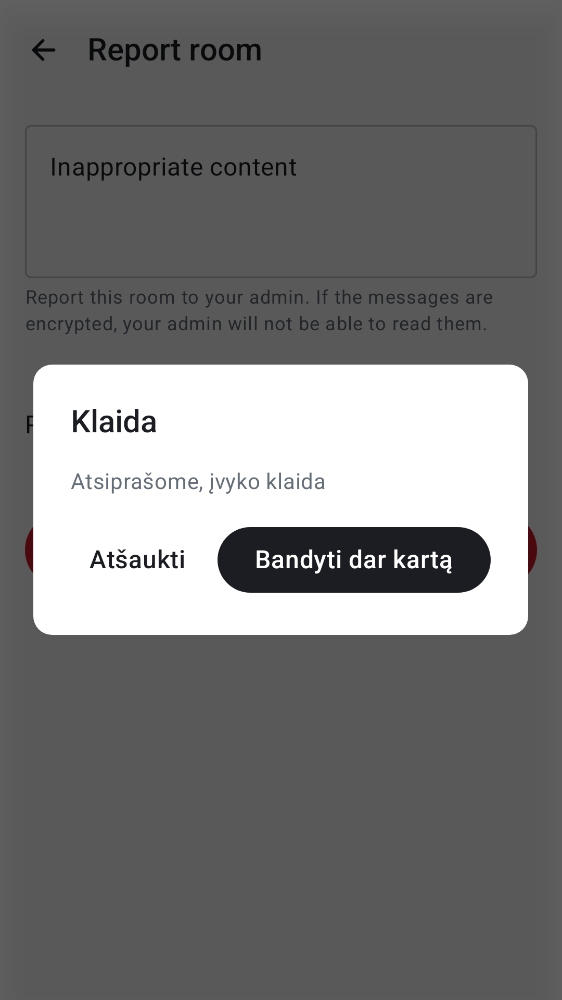 Report room
Inappropriate content
Report this room to your admin. If the messages are
encrypted, your admin will not be able to read them.
Klaida
Atsiprašome, įvyko klaida
Atšaukti
Bandyti dar kartą